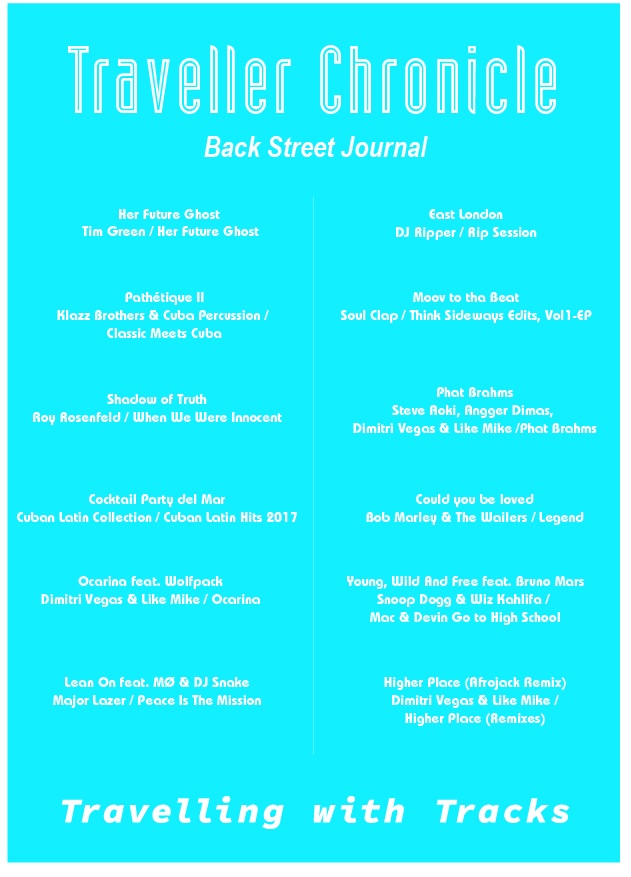 Traveller Chronicle
Back Street Journal
Her Future Ghost
Tim Green / Her Future Ghost
Pathétique II
Klazz Brothers & Cuba Percussion /
Classic Meets Cuba
Shadow of Truth
Roy Rosenfeld / When We Were Innocent
Cocktail Party del Mar
Cuban Latin Collection / Cuban Latin Hits 2017
Ocarina feat. Wolfpack
Dimitri Vegas & Like Mike / Ocarina
Lean On feat. MØ & DJ Snake
Major Lazer / Peace Is The Mission
East London
DJ Ripper / Rip Session
Moov to tha Beat
Soul Clap / Think Sideways Edits, Vol1-EP
Phat Brahms
Steve Aoki, Angger Dimas,
Dimitri Vegas & Like Mike /Phat Brahms
Could you be loved
Bob Marley & The Wailers / Legend
Young, Wild And Free feat. Bruno Mars
Snoop Dogg & Wiz Kahlifa /
Mac & Devin Go to High School
Higher Place (Afrojack Remix)
Dimitri Vegas & Like Mike /
Higher Place (Remixes)
Travelling with Tracks